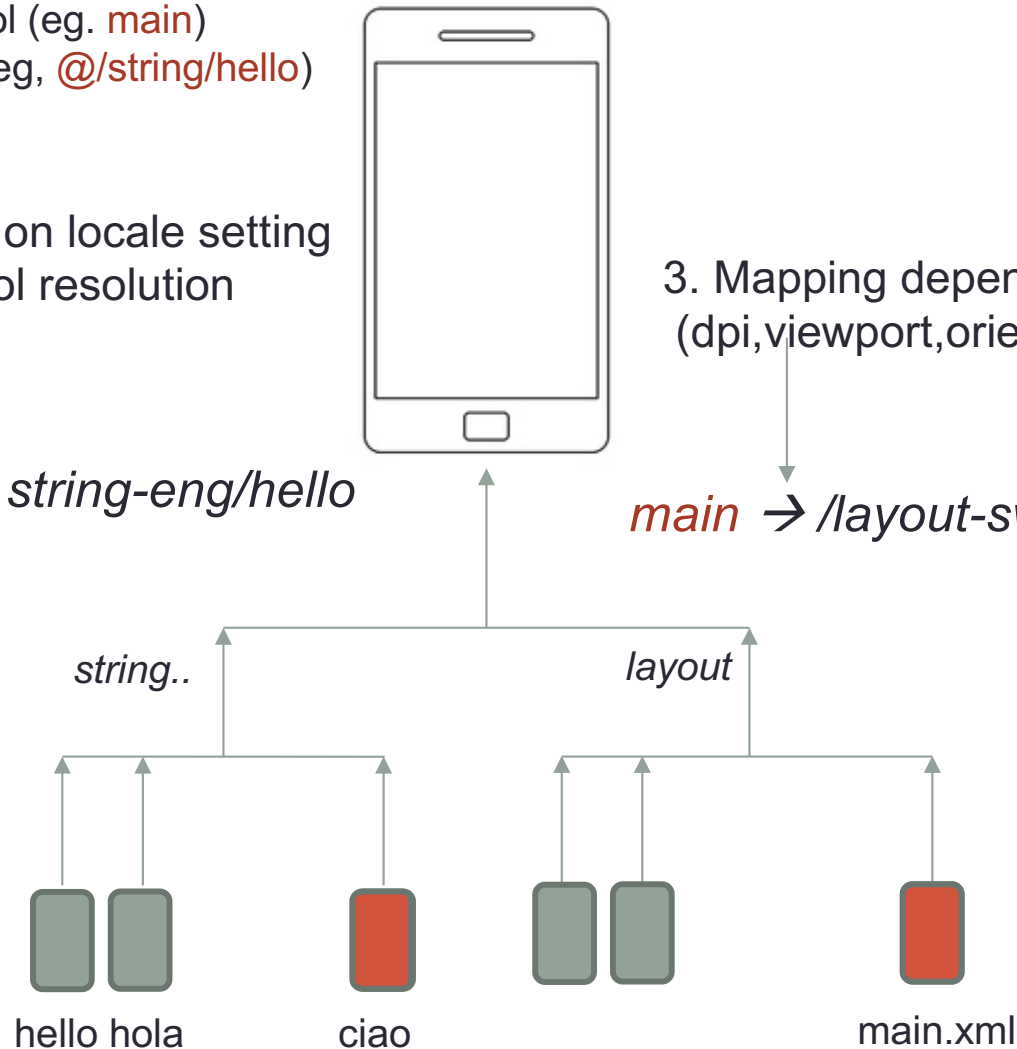 ol (eg. main)
eg, @/string/hello)
on locale setting
ol resolution
3. Mapping deper
(dpi,viewport,orie
string-eng/hello
main → /layout-sv
string..
layout
hello hola
ciao
main.xml